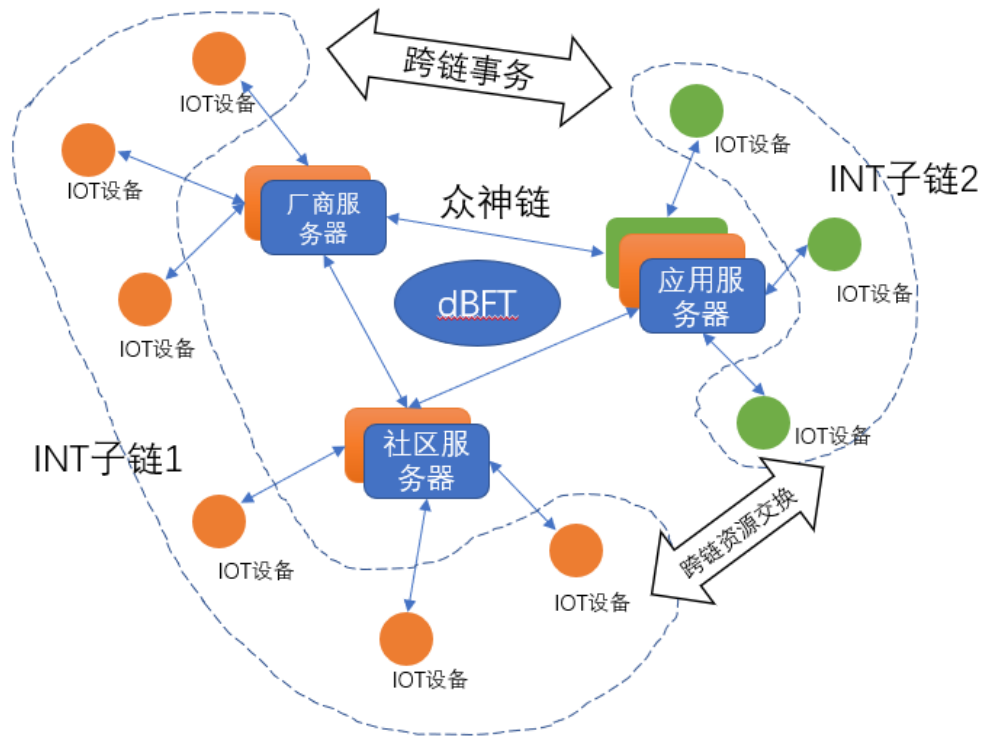 跨链事务
IOT设备
IOT设备
IOT设备
IOT设备
INT子链2
厂商服
务器
众神链
应用服
务器
IOT设备
dBFT
IOT设备
IOT设备
INT子链1
社区服
务器
跨链资源交换
IOT设备
IOT设备
IOT设备